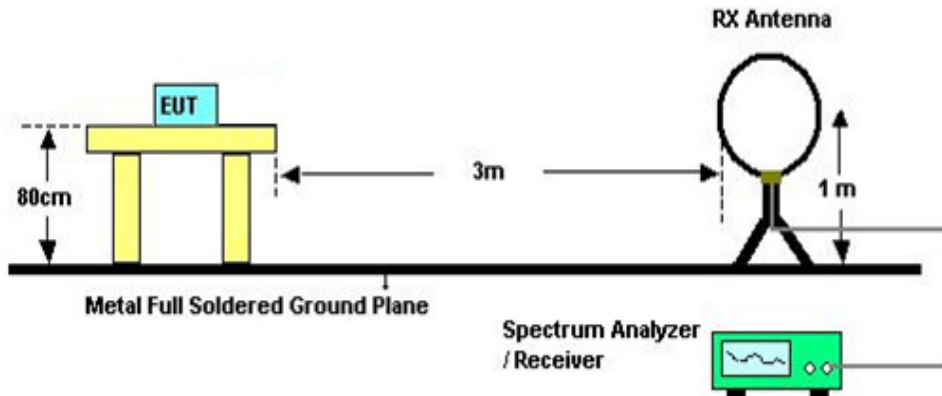 RX Antenna
EUT
3m
80cm
1 m
Metal Full Soldered Ground Plane
Spectrum Analyzer
/ Receiver